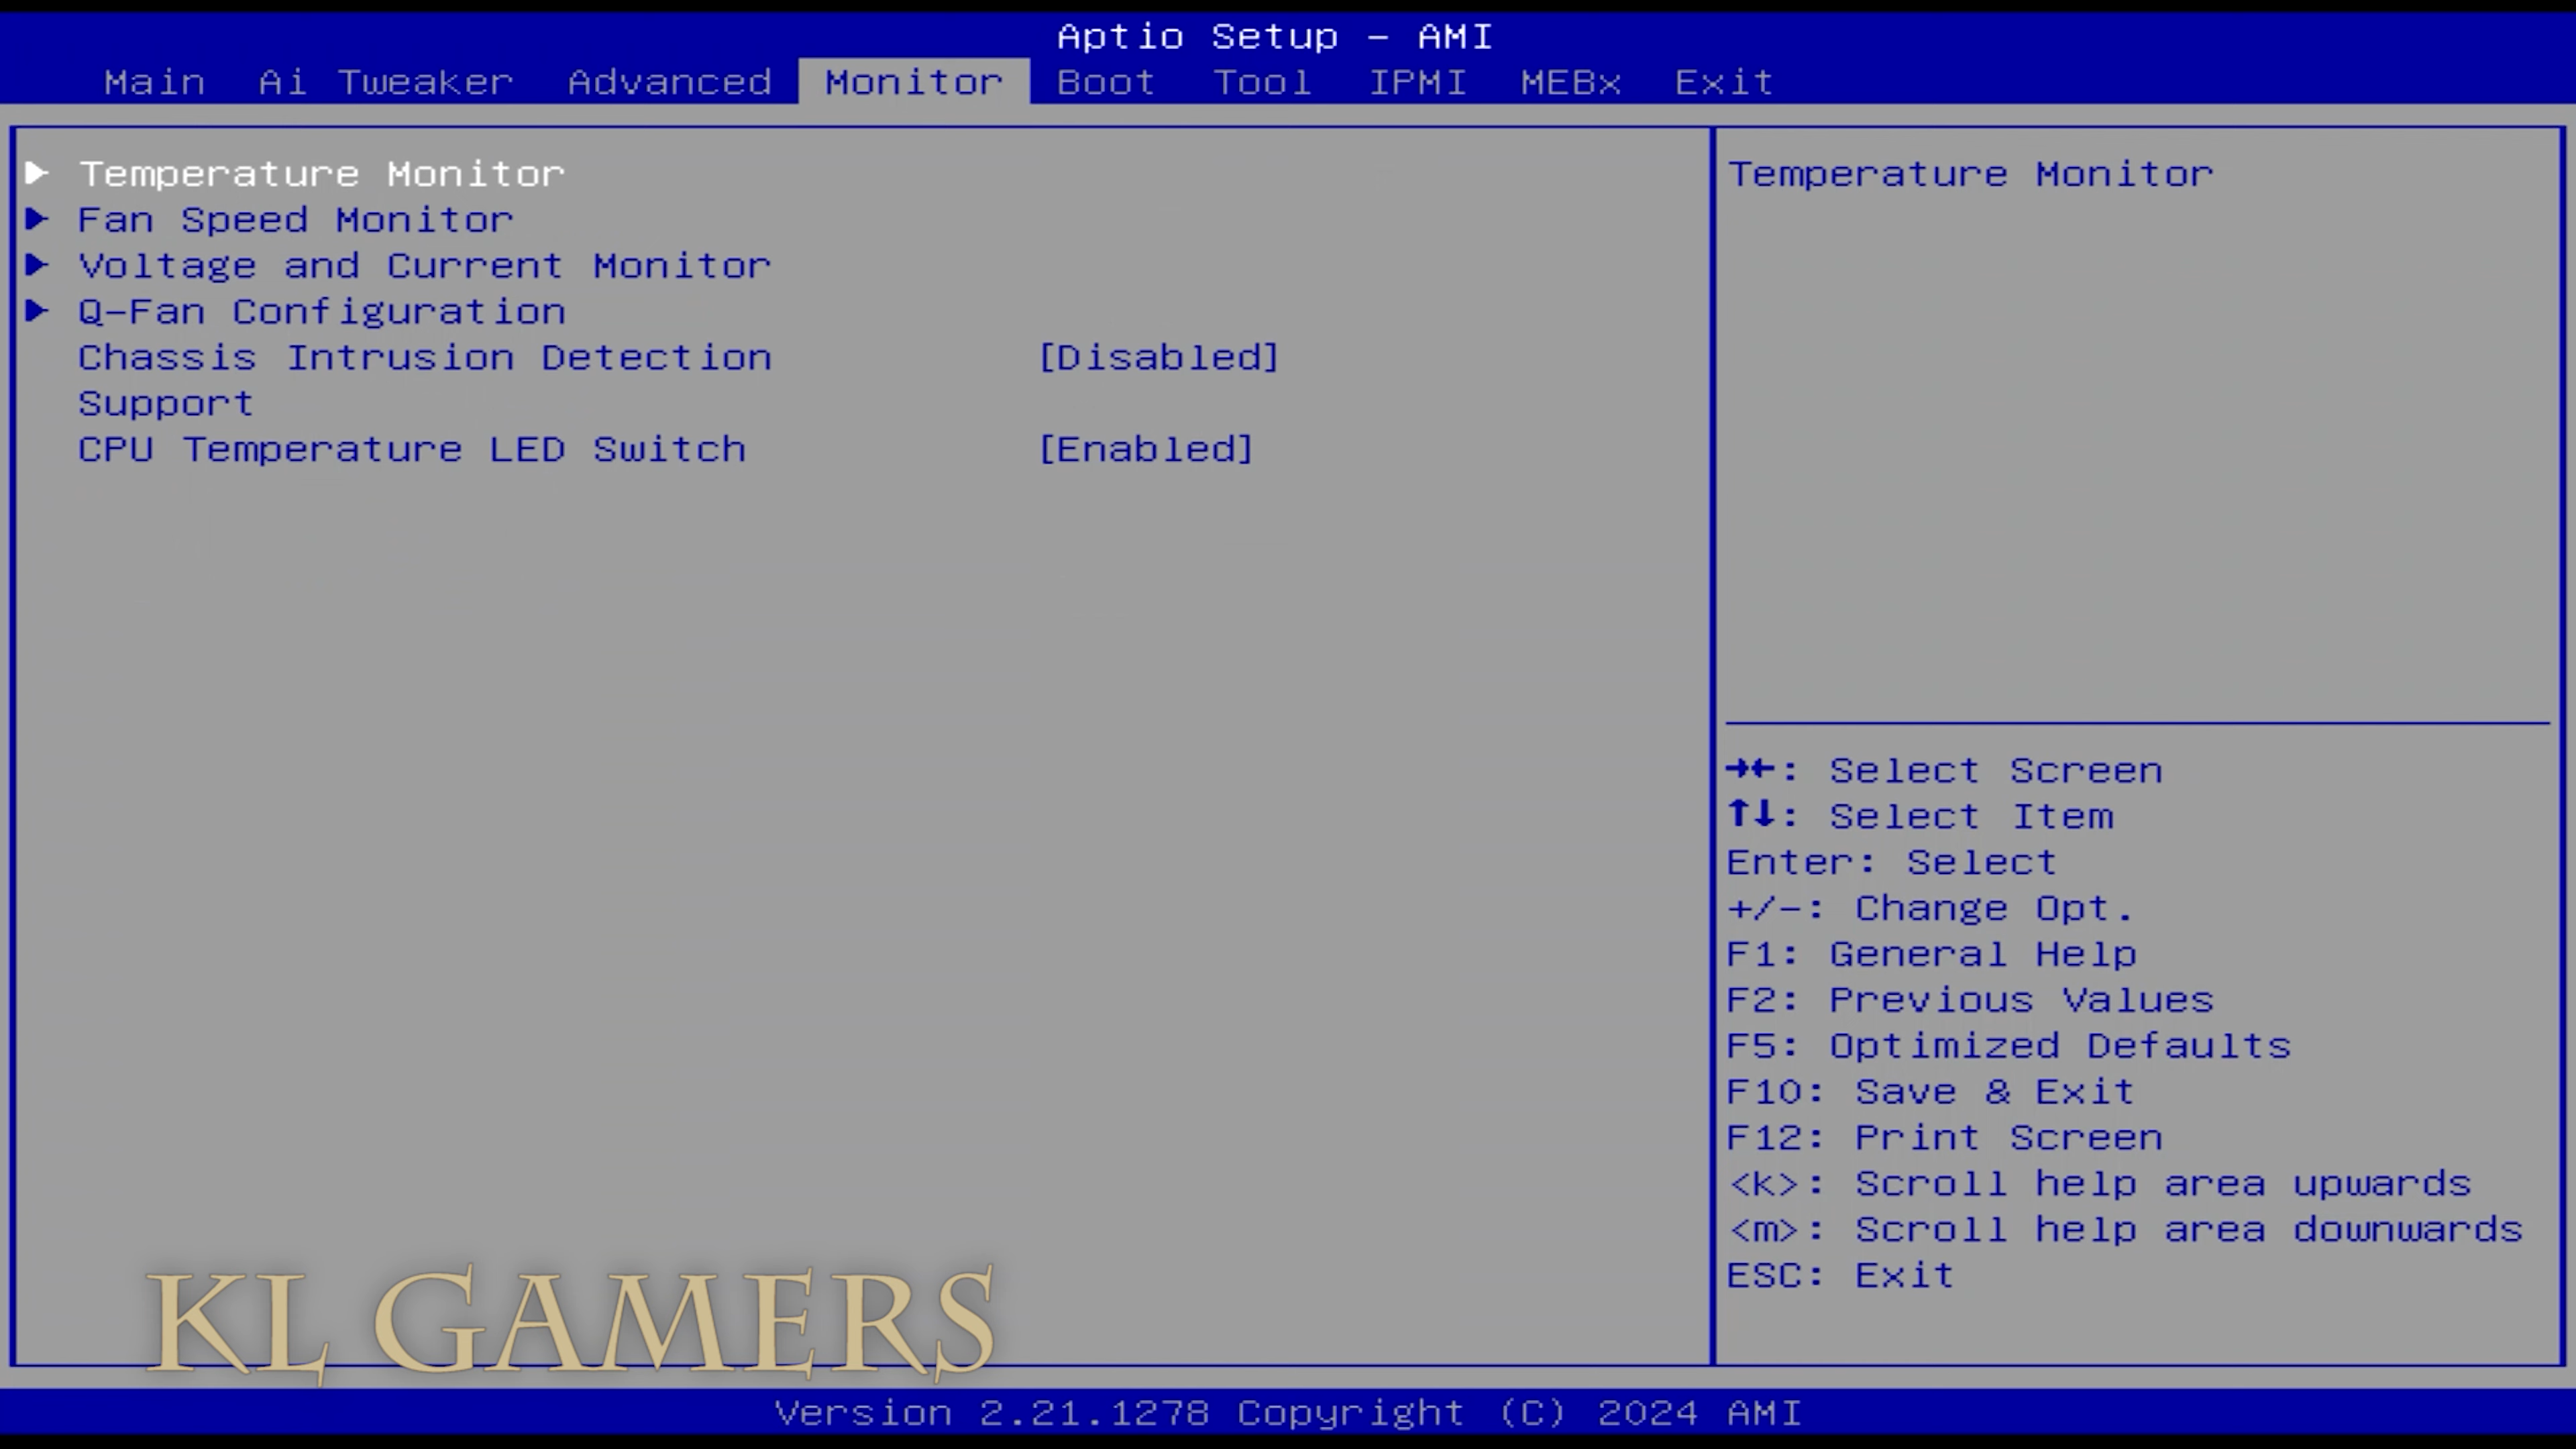 Aptio Setup - AMI
Main Ai Tweaker Advanced Monitor Boot Tool IPMI MEBx Exit
Temperature Monitor
Fan Speed Monitor
Voltage and Current Monitor
Q-Fan Configuration
Chassis Intrusion Detection [Disabled]
Support
CPU Temperature LED Switch [Enabled]
Temperature Monitor
→←: Select Screen
↑↓: Select Item
Enter: Select
+/-: Change Opt.
F1: General Help
F2: Previous Values
F5: Optimized Defaults
F10: Save & Exit
F12: Print Screen
<k>: Scroll help area upwards
<m>: Scroll help area downwards
ESC: Exit
KL GAMERS
Version 2.21.1278 Copyright (C) 2024 AMI